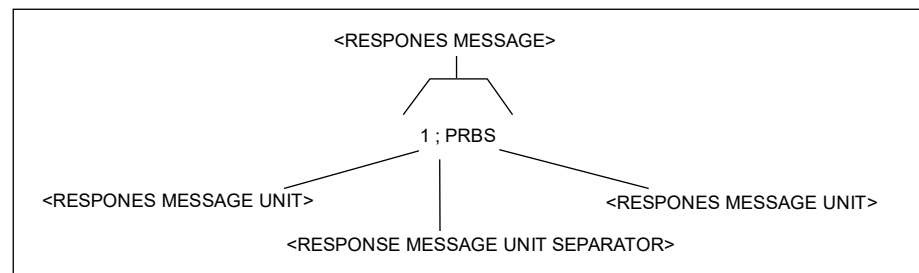 <RESPONES MESSAGE>
1 ; PRBS
<RESPONES MESSAGE UNIT>
<RESPONES MESSAGE UNIT>
<RESPONSE MESSAGE UNIT SEPARATOR>